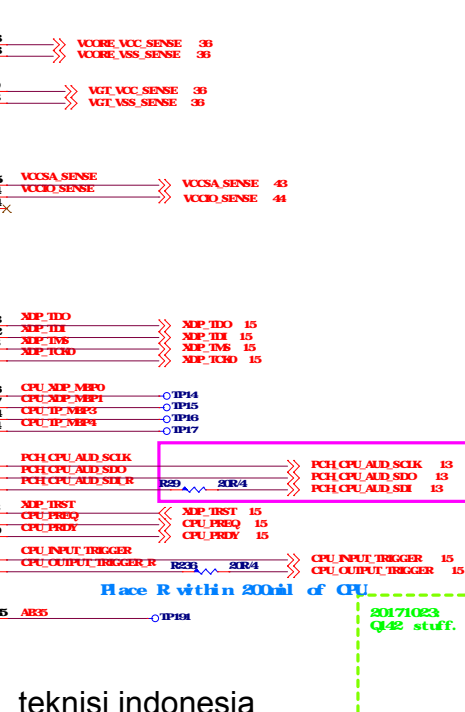 VCORE_VCC_SENSE 36
VCORE_VSS_SENSE 36
VGT_VCC_SENSE 36
VGT_VSS_SENSE 36
VCCSA_SENSE VCCSA_SENSE 43
VCCIO_SENSE VCCIO_SENSE 44
XDP_TDO XDP_TDO 15
XDP_TDI XDP_TDI 15
XDP_TMS XDP_TMS 15
XDP_TCK0 XDP_TCK0 15
CPU_XDP_MBP0 TP14
CPU_XDP_MBP1 TP15
CPU_TP_MBP3 TP16
CPU_TP_MBP4 TP17
PCH_CPU_AUD_SCLK PCH_CPU_AUD_SCLK 13
PCH_CPU_AUD_SDO PCH_CPU_AUD_SDO 13
PCH_CPU_AUD_SDI_R R29 20R/4 PCH_CPU_AUD_SDI 13
XDP_TRST XDP_TRST 15
CPU_PREQ CPU_PREQ 15
CPU_PRDY CPU_PRDY 15
CPU_INPUT_TRIGGER CPU_INPUT_TRIGGER 15
CPU_OUTPUT_TRIGGER_R R236 20R/4 CPU_OUTPUT_TRIGGER 15
Place R within 200mil of CPU
AB35 TP191
20171023:
Q142 stuff.
teknisi indonesia